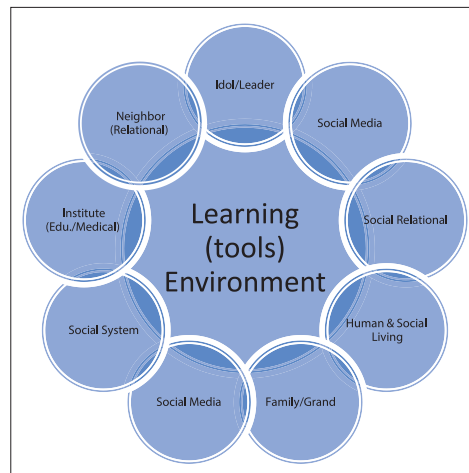 Idol/Leader
Social Media
Social Relational
Human & Social
Living
Family/Grand
Social Media
Social System
Institute
(Edu./Medical)
Neighbor
(Relational)
Learning
(tools)
Environment